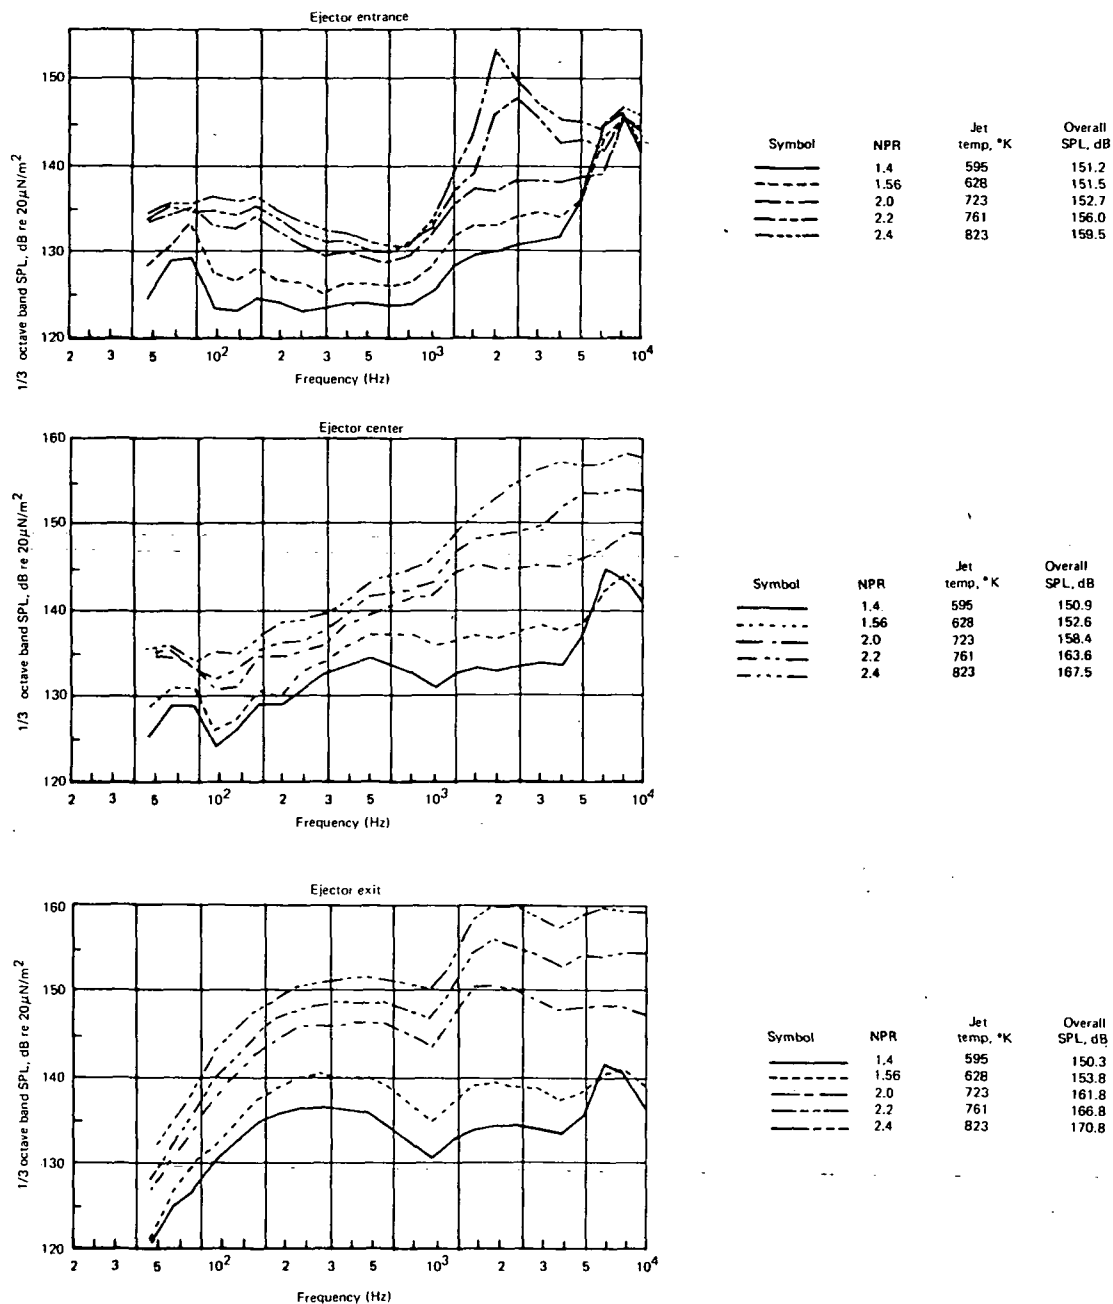 Ejector entrance
1/3 octave band SPL, dB re 20μN/m²
150
140
130
120
2 3 5 10² 2 3 5 10³ 2 3 5 10⁴
Frequency (Hz)
Symbol NPR Jet temp, °K Overall SPL, dB
1.4 595 151.2
1.56 628 151.5
2.0 723 152.7
2.2 761 156.0
2.4 823 159.5
Ejector center
1/3 octave band SPL, dB re 20μN/m²
160
150
140
130
120
2 3 5 10² 2 3 5 10³ 2 3 5 10⁴
Frequency (Hz)
Symbol NPR Jet temp, °K Overall SPL, dB
1.4 595 150.9
1.56 628 152.6
2.0 723 158.4
2.2 761 163.6
2.4 823 167.5
Ejector exit
1/3 octave band SPL, dB re 20μN/m²
160
150
140
130
120
2 3 5 10² 2 3 5 10³ 2 3 5 10⁴
Frequency (Hz)
Symbol NPR Jet temp, °K Overall SPL, dB
1.4 595 150.3
1.56 628 153.8
2.0 723 161.8
2.2 761 166.8
2.4 823 170.8